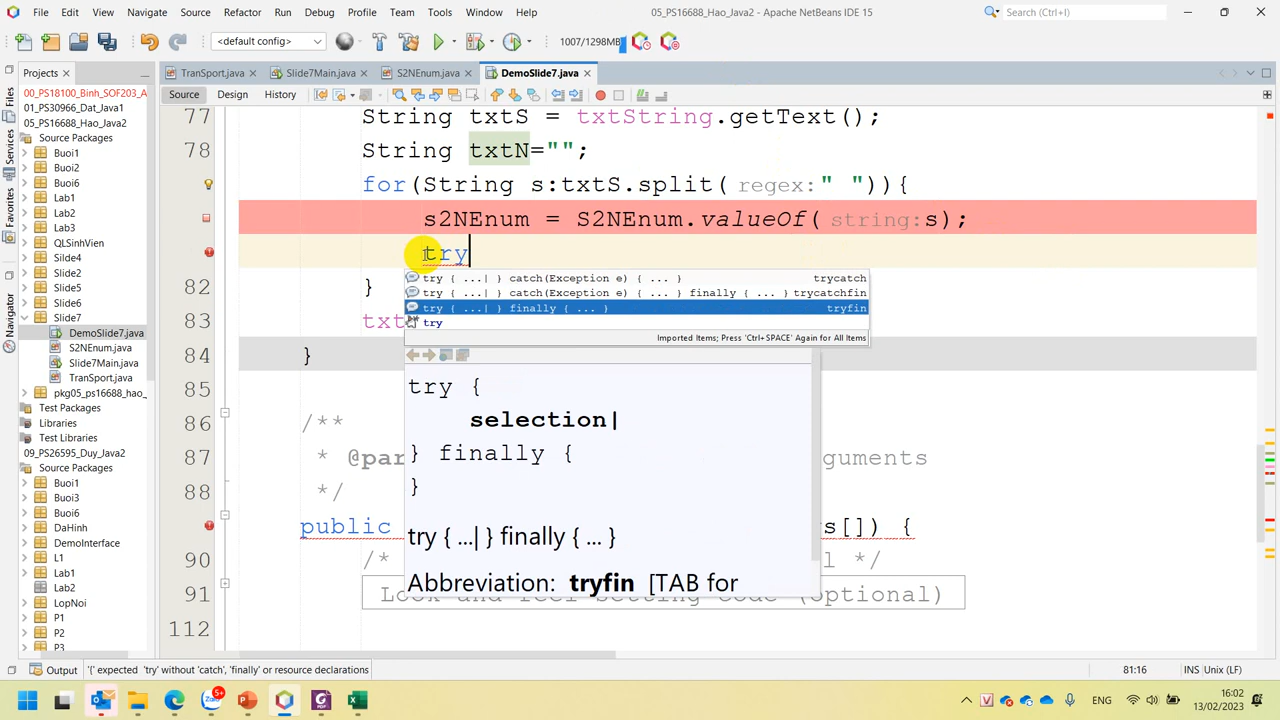 File Edit View Navigate Source Refactor Run Debug Profile Team Tools Window Help 05_PS16688_Hao_Java2 - Apache NetBeans IDE 15 Search (Ctrl+I)
<default config> 1007/1298MB
Projects TranSport.java Slide7Main.java S2NEnum.java DemoSlide7.java
Source Design History
Files
Services
Favorites
Navigator
00_PS18100_Binh_SOF203_A
01_PS30966_Dat_Java1
05_PS16688_Hao_Java2
Source Packages
Buoi1
Buoi2
Buoi6
Lab1
Lab2
Lab3
QLSinhVien
Slide4
Slide2
Slide5
Slide6
Slide7
DemoSlide7.java
S2NEnum.java
Slide7Main.java
TranSport.java
pkg05_ps16688_hao_
Test Packages
Libraries
Test Libraries
09_PS26595_Duy_Java2
Source Packages
Buoi1
Buoi3
Buoi6
DaHinh
DemoInterface
L1
Lab1
Lab2
LopNoi
P1
P2
P3
77 String txtS = txtString.getText();
78 String txtN="";
for(String s:txtS.split( regex:" ")){
s2NEnum = S2NEnum.valueOf( string:s);
try
82 }
83 txt
84 }
85
86 /**
87 * @par guments
88 */
public s[]) {
90 /* l */
91 Look and feel setting code (optional)
112
try { ...| } catch(Exception e) { ... } trycatch
try { ...| } catch(Exception e) { ... } finally { ... } trycatchfin
try { ...| } finally { ... } tryfin
try
Imported Items; Press 'Ctrl+SPACE' Again for All Items
try {
selection|
} finally {
}
try { ...| } finally { ... }
Abbreviation: tryfin [TAB for
Output '{' expected 'try' without 'catch', 'finally' or resource declarations 81:16 INS Unix (LF)
5+ ENG 16:02
13/02/2023